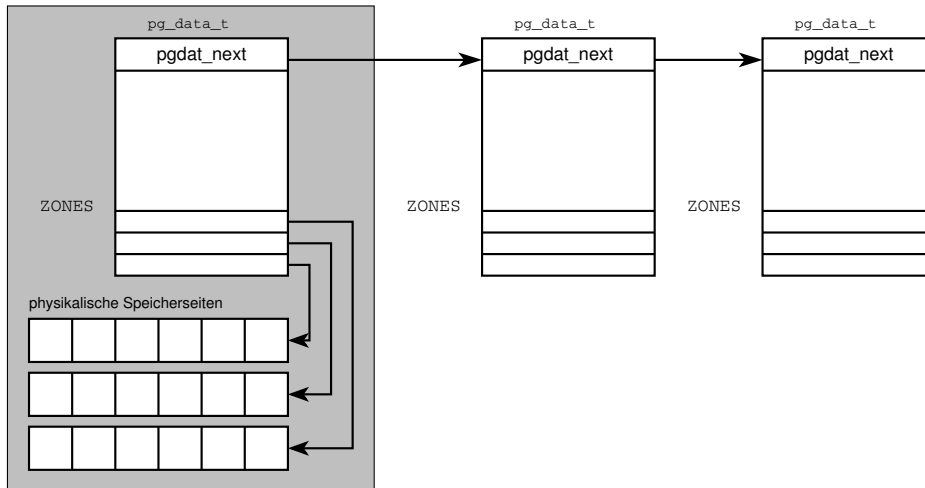 pg_data_t
pg_data_t
pg_data_t
pgdat_next
pgdat_next
pgdat_next
ZONES
ZONES
ZONES
physikalische Speicherseiten